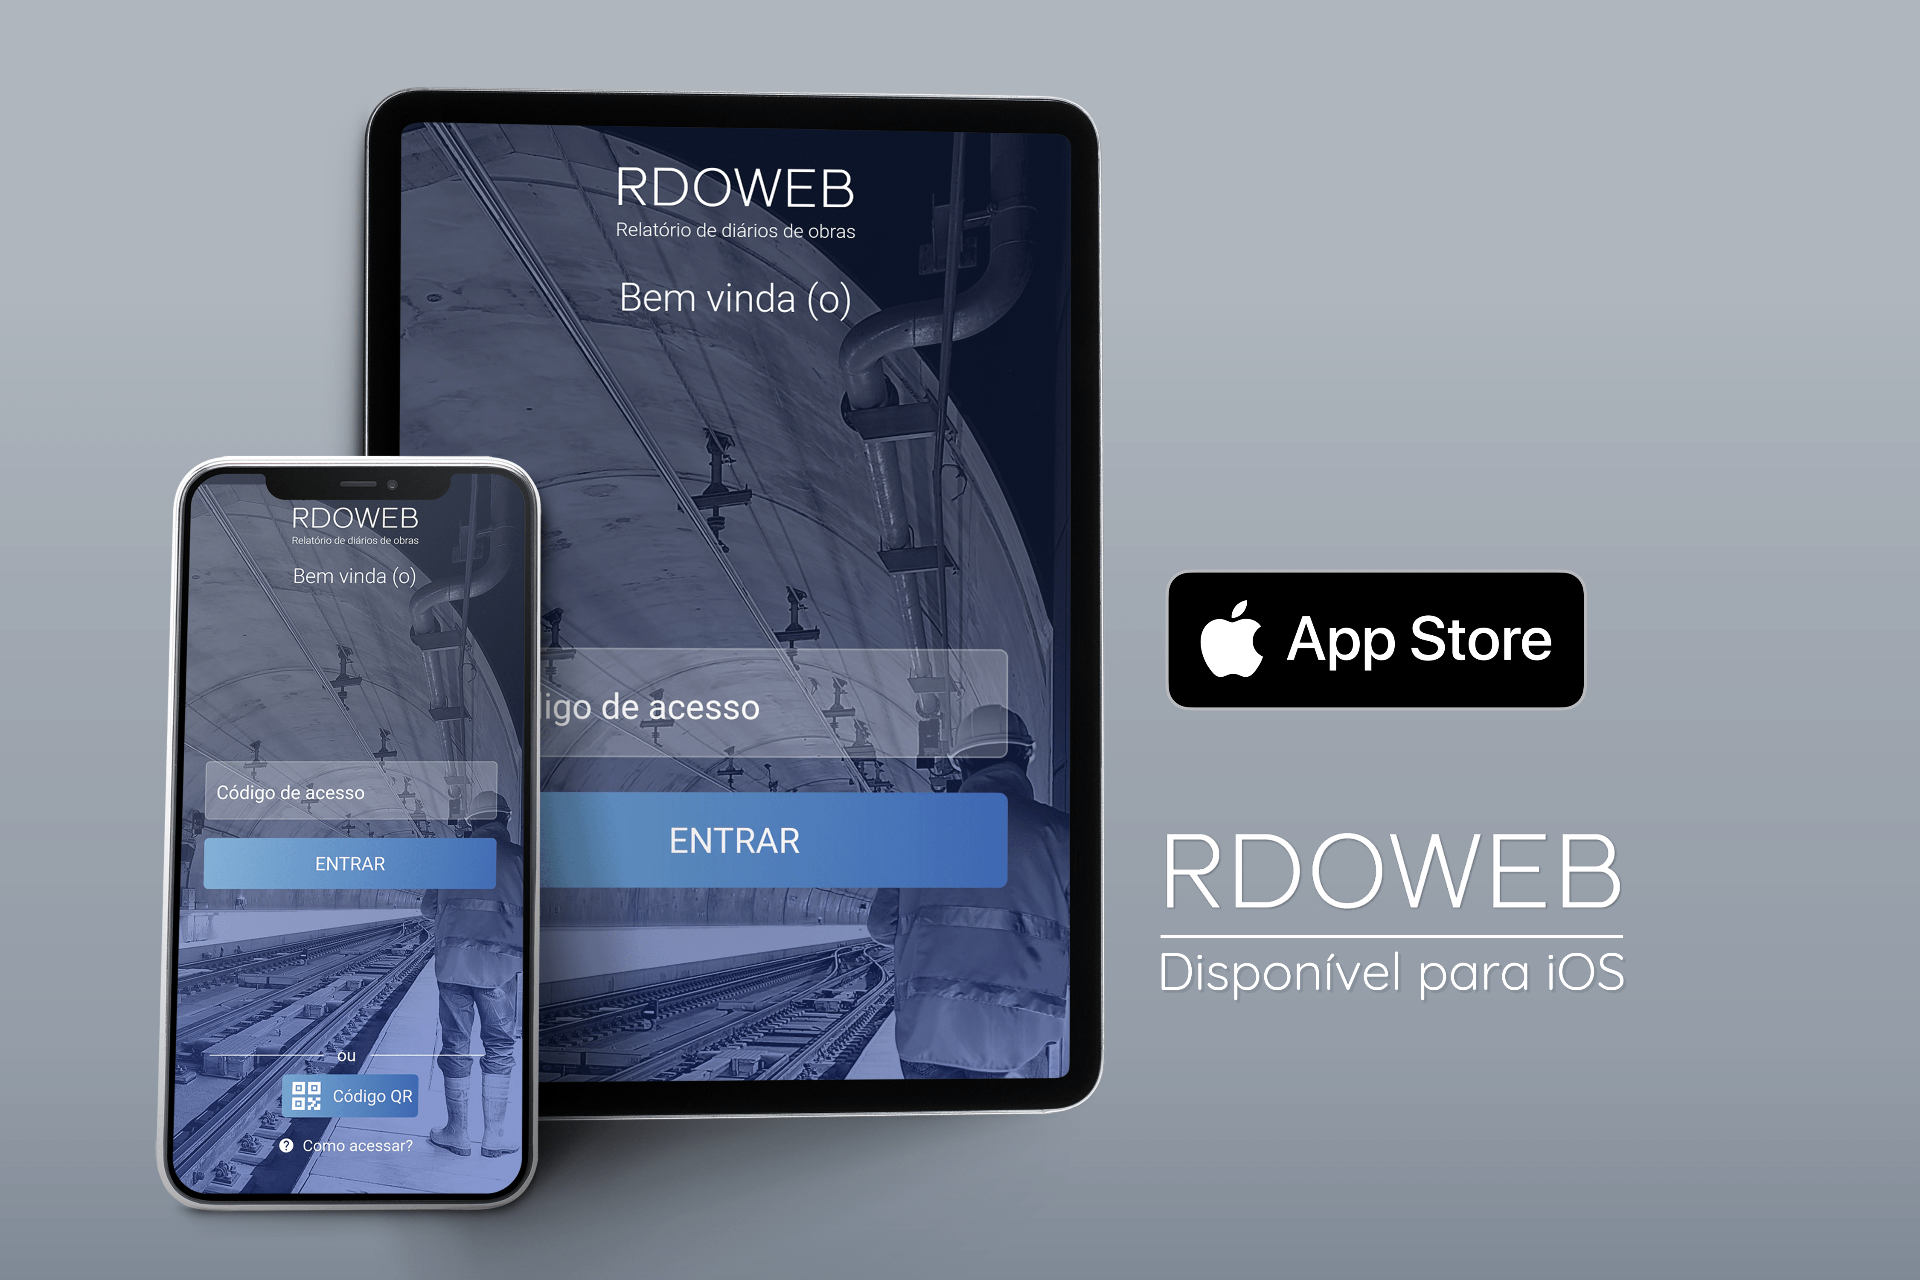 RDOWEB
Relatório de diários de obras
Bem vinda (o)
igo de acesso
ENTRAR
RDOWEB
Relatório de diários de obras
Bem vinda (o)
Código de acesso
ENTRAR
ou
Código QR
? Como acessar?
App Store
RDOWEB
Disponível para iOS